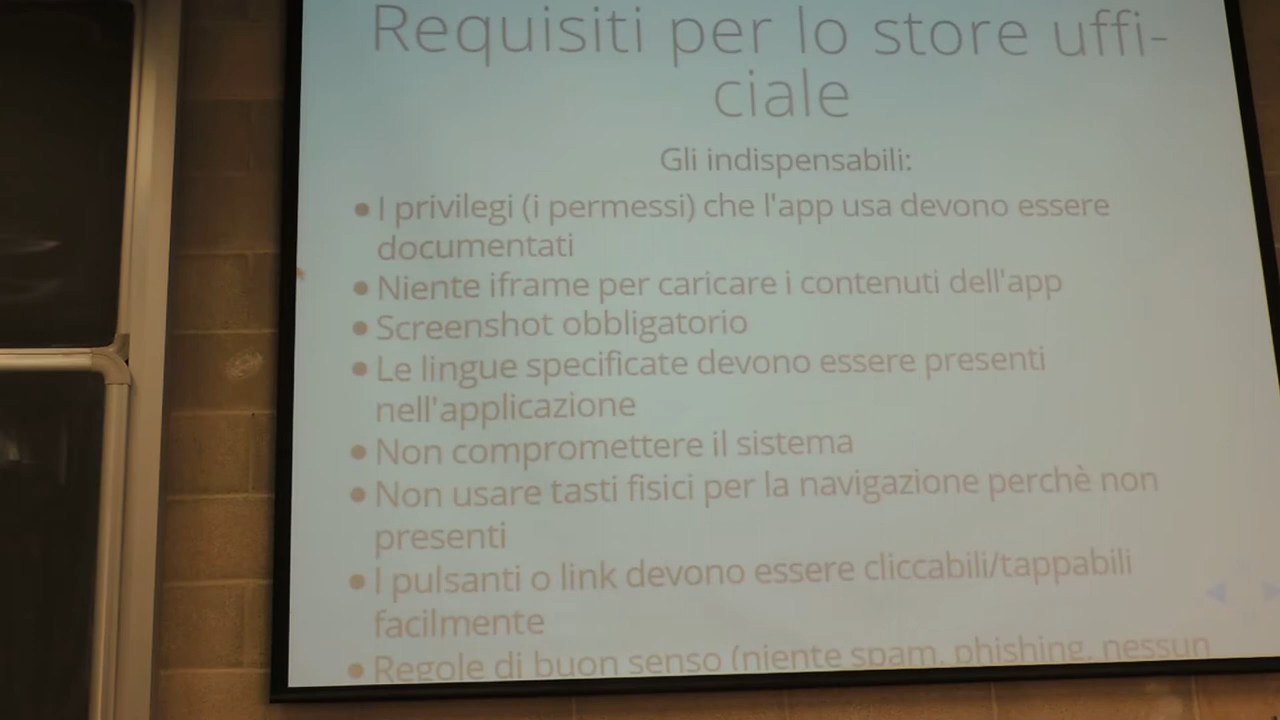 Requisiti per lo store uffi-
ciale
Gli indispensabili:
• I privilegi (i permessi) che l'app usa devono essere
documentati
• Niente iframe per caricare i contenuti dell'app
• Screenshot obbligatorio
• Le lingue specificate devono essere presenti
nell'applicazione
• Non compromettere il sistema
• Non usare tasti fisici per la navigazione perchè non
presenti
• I pulsanti o link devono essere cliccabili/tappabili
facilmente
• Regole di buon senso (niente spam, phishing, nessun